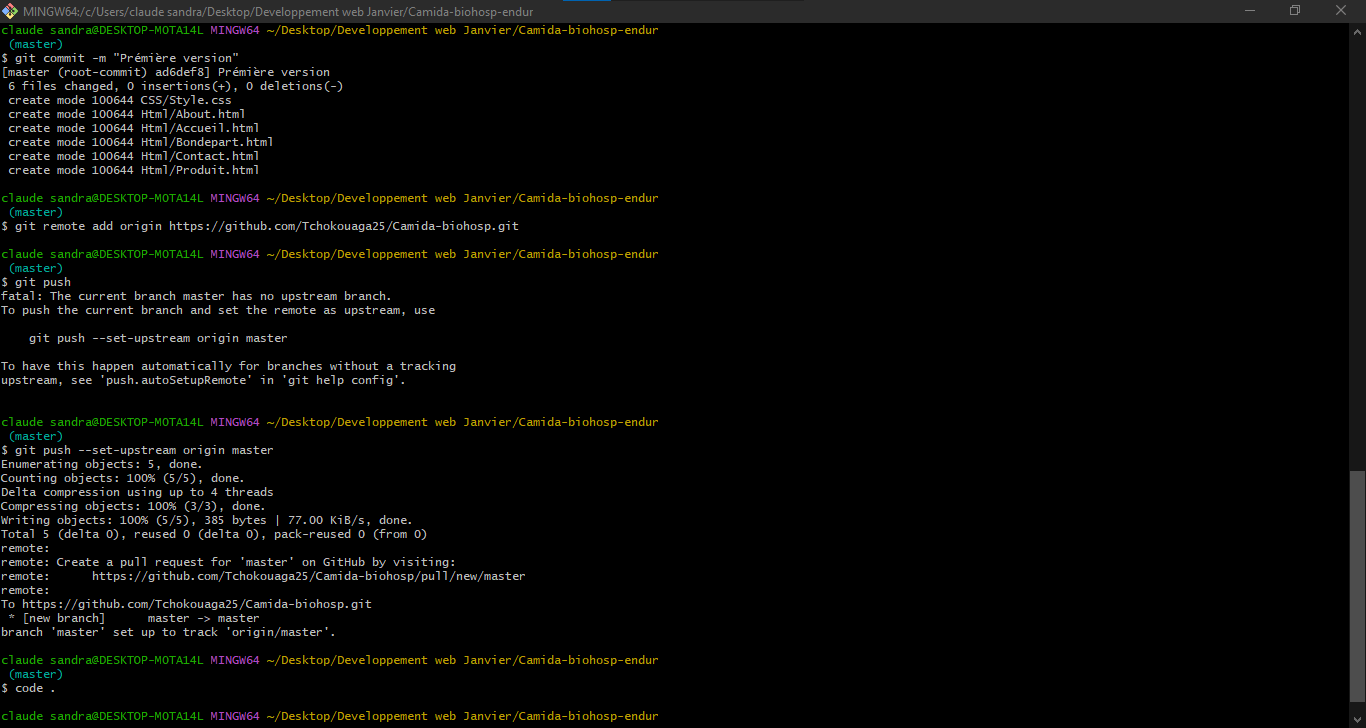 MINGW64:/c/Users/claude sandra/Desktop/Developpement web Janvier/Camida-biohosp-endur
claude sandra@DESKTOP-MOTA14L MINGW64 ~/Desktop/Developpement web Janvier/Camida-biohosp-endur
(master)
$ git commit -m "Prémière version"
[master (root-commit) ad6def8] Prémière version
6 files changed, 0 insertions(+), 0 deletions(-)
create mode 100644 CSS/Style.css
create mode 100644 Html/About.html
create mode 100644 Html/Accueil.html
create mode 100644 Html/Bondepart.html
create mode 100644 Html/Contact.html
create mode 100644 Html/Produit.html
claude sandra@DESKTOP-MOTA14L MINGW64 ~/Desktop/Developpement web Janvier/Camida-biohosp-endur
(master)
$ git remote add origin https://github.com/Tchokouaga25/Camida-biohosp.git
claude sandra@DESKTOP-MOTA14L MINGW64 ~/Desktop/Developpement web Janvier/Camida-biohosp-endur
(master)
$ git push
fatal: The current branch master has no upstream branch.
To push the current branch and set the remote as upstream, use
git push --set-upstream origin master
To have this happen automatically for branches without a tracking
upstream, see 'push.autoSetupRemote' in 'git help config'.
claude sandra@DESKTOP-MOTA14L MINGW64 ~/Desktop/Developpement web Janvier/Camida-biohosp-endur
(master)
$ git push --set-upstream origin master
Enumerating objects: 5, done.
Counting objects: 100% (5/5), done.
Delta compression using up to 4 threads
Compressing objects: 100% (3/3), done.
Writing objects: 100% (5/5), 385 bytes | 77.00 KiB/s, done.
Total 5 (delta 0), reused 0 (delta 0), pack-reused 0 (from 0)
remote:
remote: Create a pull request for 'master' on GitHub by visiting:
remote: https://github.com/Tchokouaga25/Camida-biohosp/pull/new/master
remote:
To https://github.com/Tchokouaga25/Camida-biohosp.git
* [new branch] master -> master
branch 'master' set up to track 'origin/master'.
claude sandra@DESKTOP-MOTA14L MINGW64 ~/Desktop/Developpement web Janvier/Camida-biohosp-endur
(master)
$ code .
claude sandra@DESKTOP-MOTA14L MINGW64 ~/Desktop/Developpement web Janvier/Camida-biohosp-endur